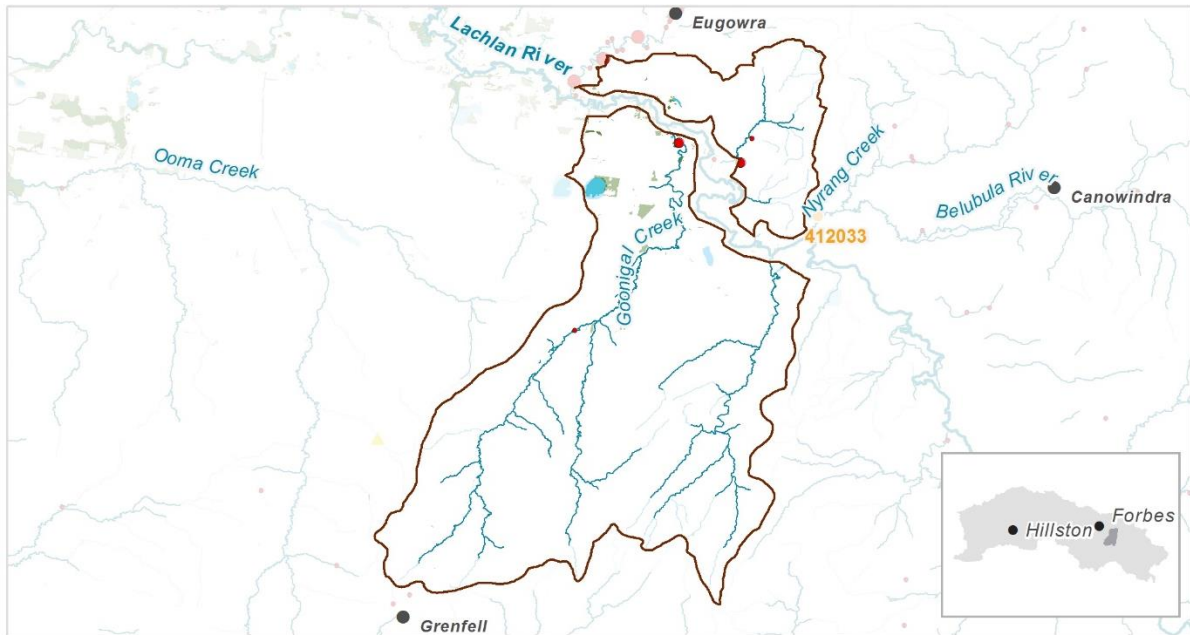 Eugowra
Lachlan River
Ooma Creek
Nyrang Creek
Belubula River
Canowindra
412033
Goonigal Creek
Forbes
Hillston
Grenfell